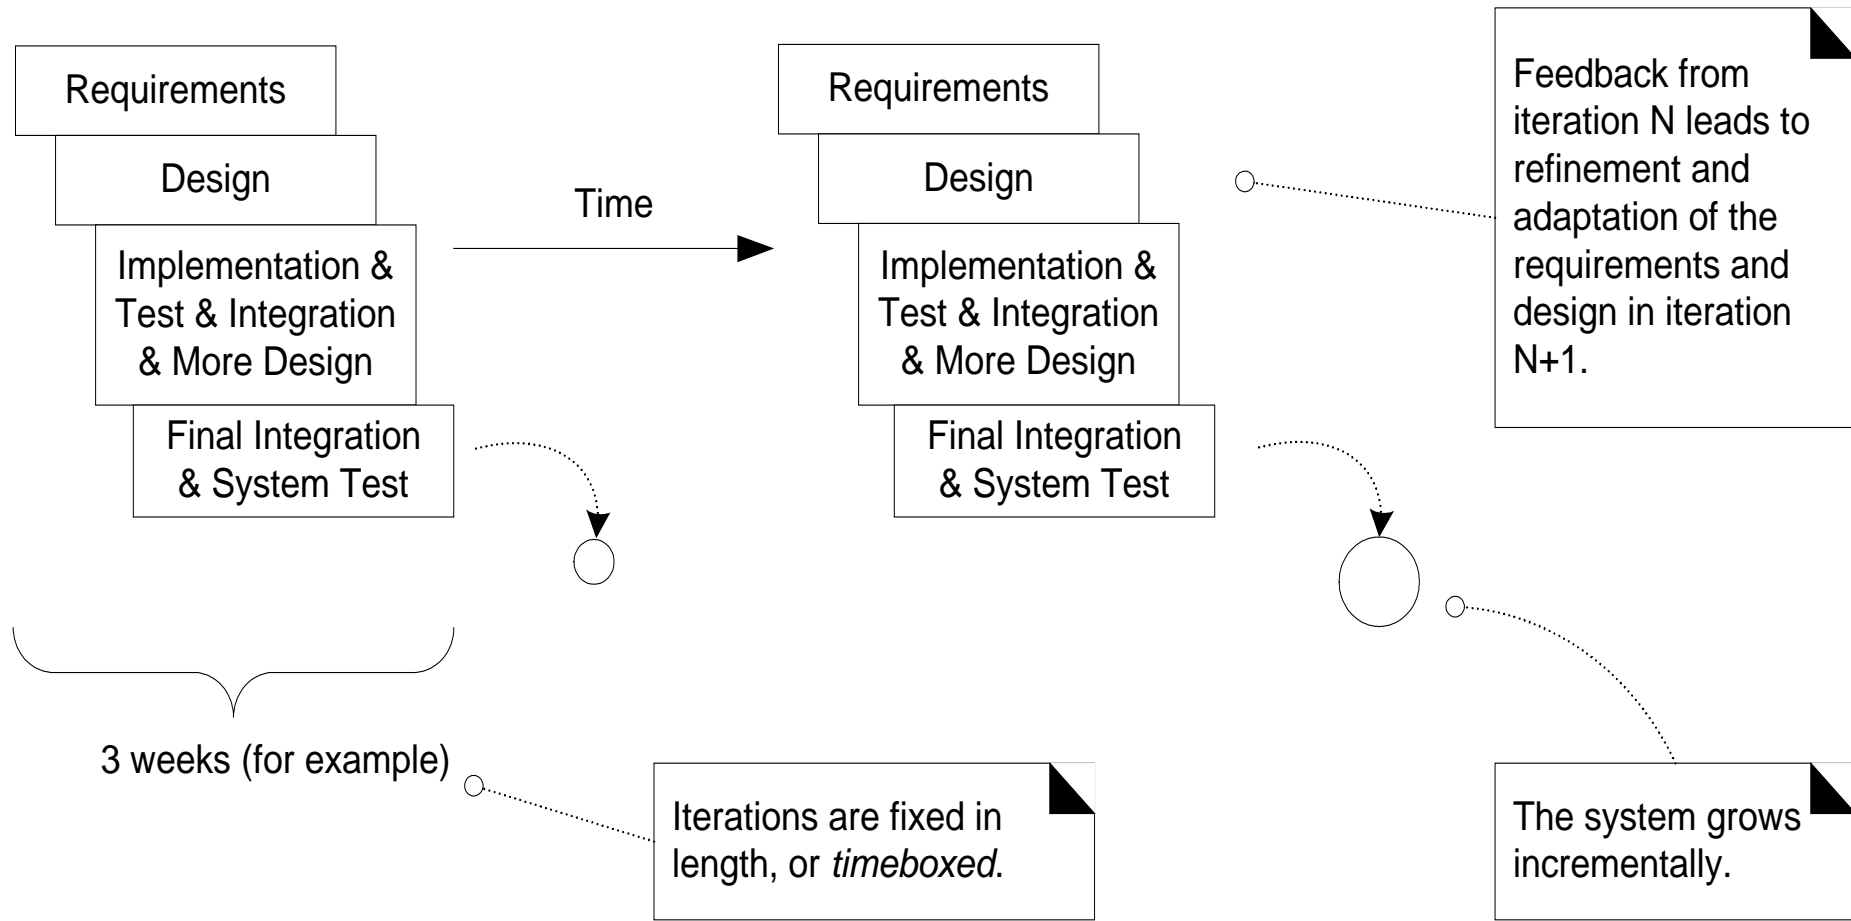 Requirements
Design
Implementation &
Test & Integration
& More Design
Final Integration
& System Test
Time
Requirements
Design
Implementation &
Test & Integration
& More Design
Final Integration
& System Test
Feedback from
iteration N leads to
refinement and
adaptation of the
requirements and
design in iteration
N+1.
3 weeks (for example)
Iterations are fixed in
length, or timeboxed.
The system grows
incrementally.